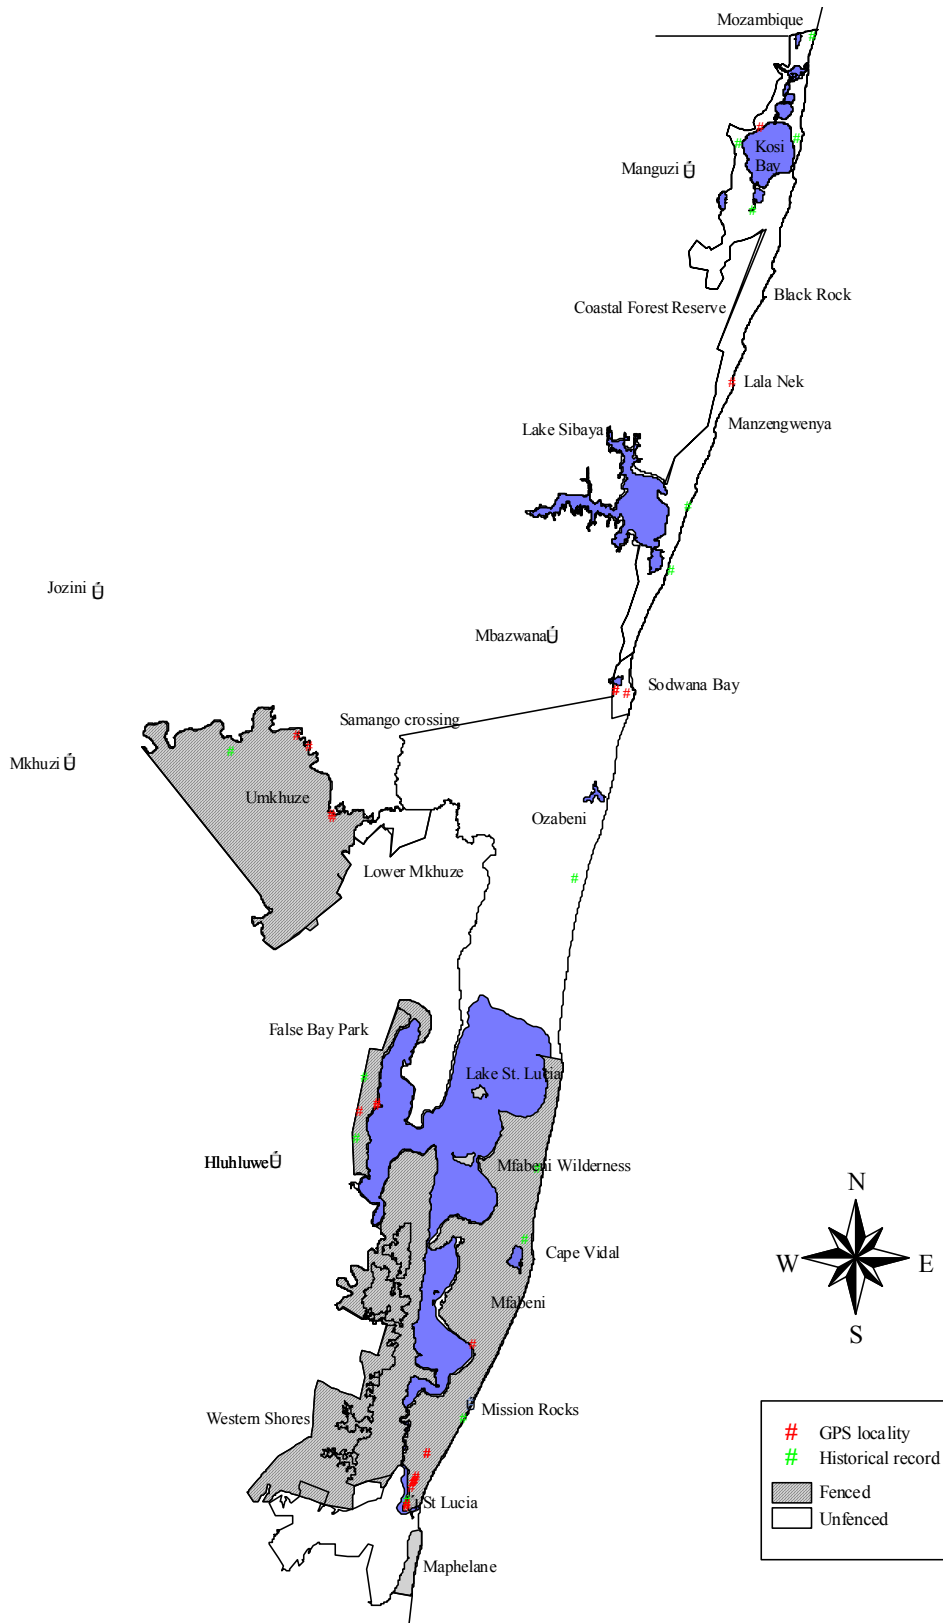 Mozambique
Kosi
Bay
Manguzi
Black Rock
Coastal Forest Reserve
Lala Nek
Manzengwenya
Lake Sibaya
Jozini
Mbazwana
Sodwana Bay
Samango crossing
Mkhuzi
Umkhuze
Ozabeni
Lower Mkhuze
False Bay Park
Lake St. Lucia
Hluhluwe
Mfabeni Wilderness
Cape Vidal
Mfabeni
Western Shores
Mission Rocks
St Lucia
Maphelane
N
W E
S
# GPS locality
# Historical record
Fenced
Unfenced